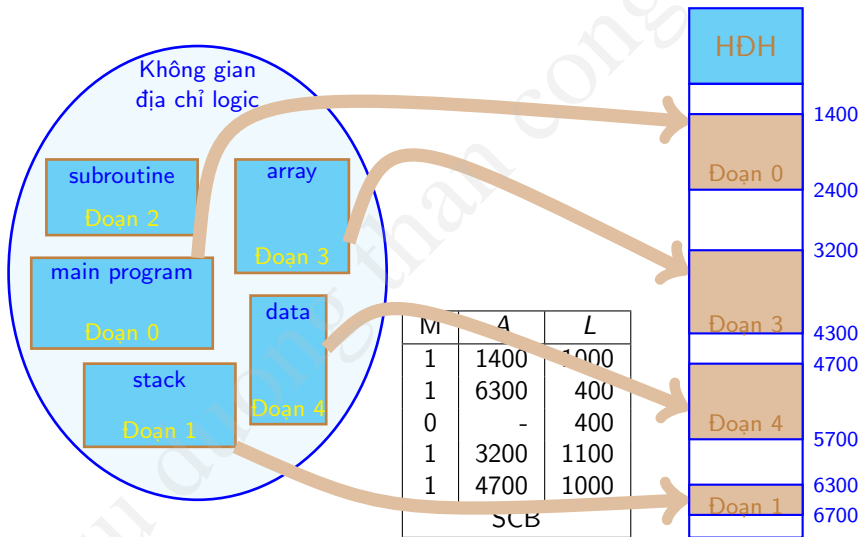 Không gian
địa chỉ logic
subroutine
Đoạn 2
array
Đoạn 3
main program
Đoạn 0
data
Đoạn 4
stack
Đoạn 1
M A L
1 1400 1000
1 6300 400
0 - 400
1 3200 1100
1 4700 1000
SCB
HĐH
1400
Đoạn 0
2400
3200
Đoạn 3
4300
4700
Đoạn 4
5700
6300
Đoạn 1
6700